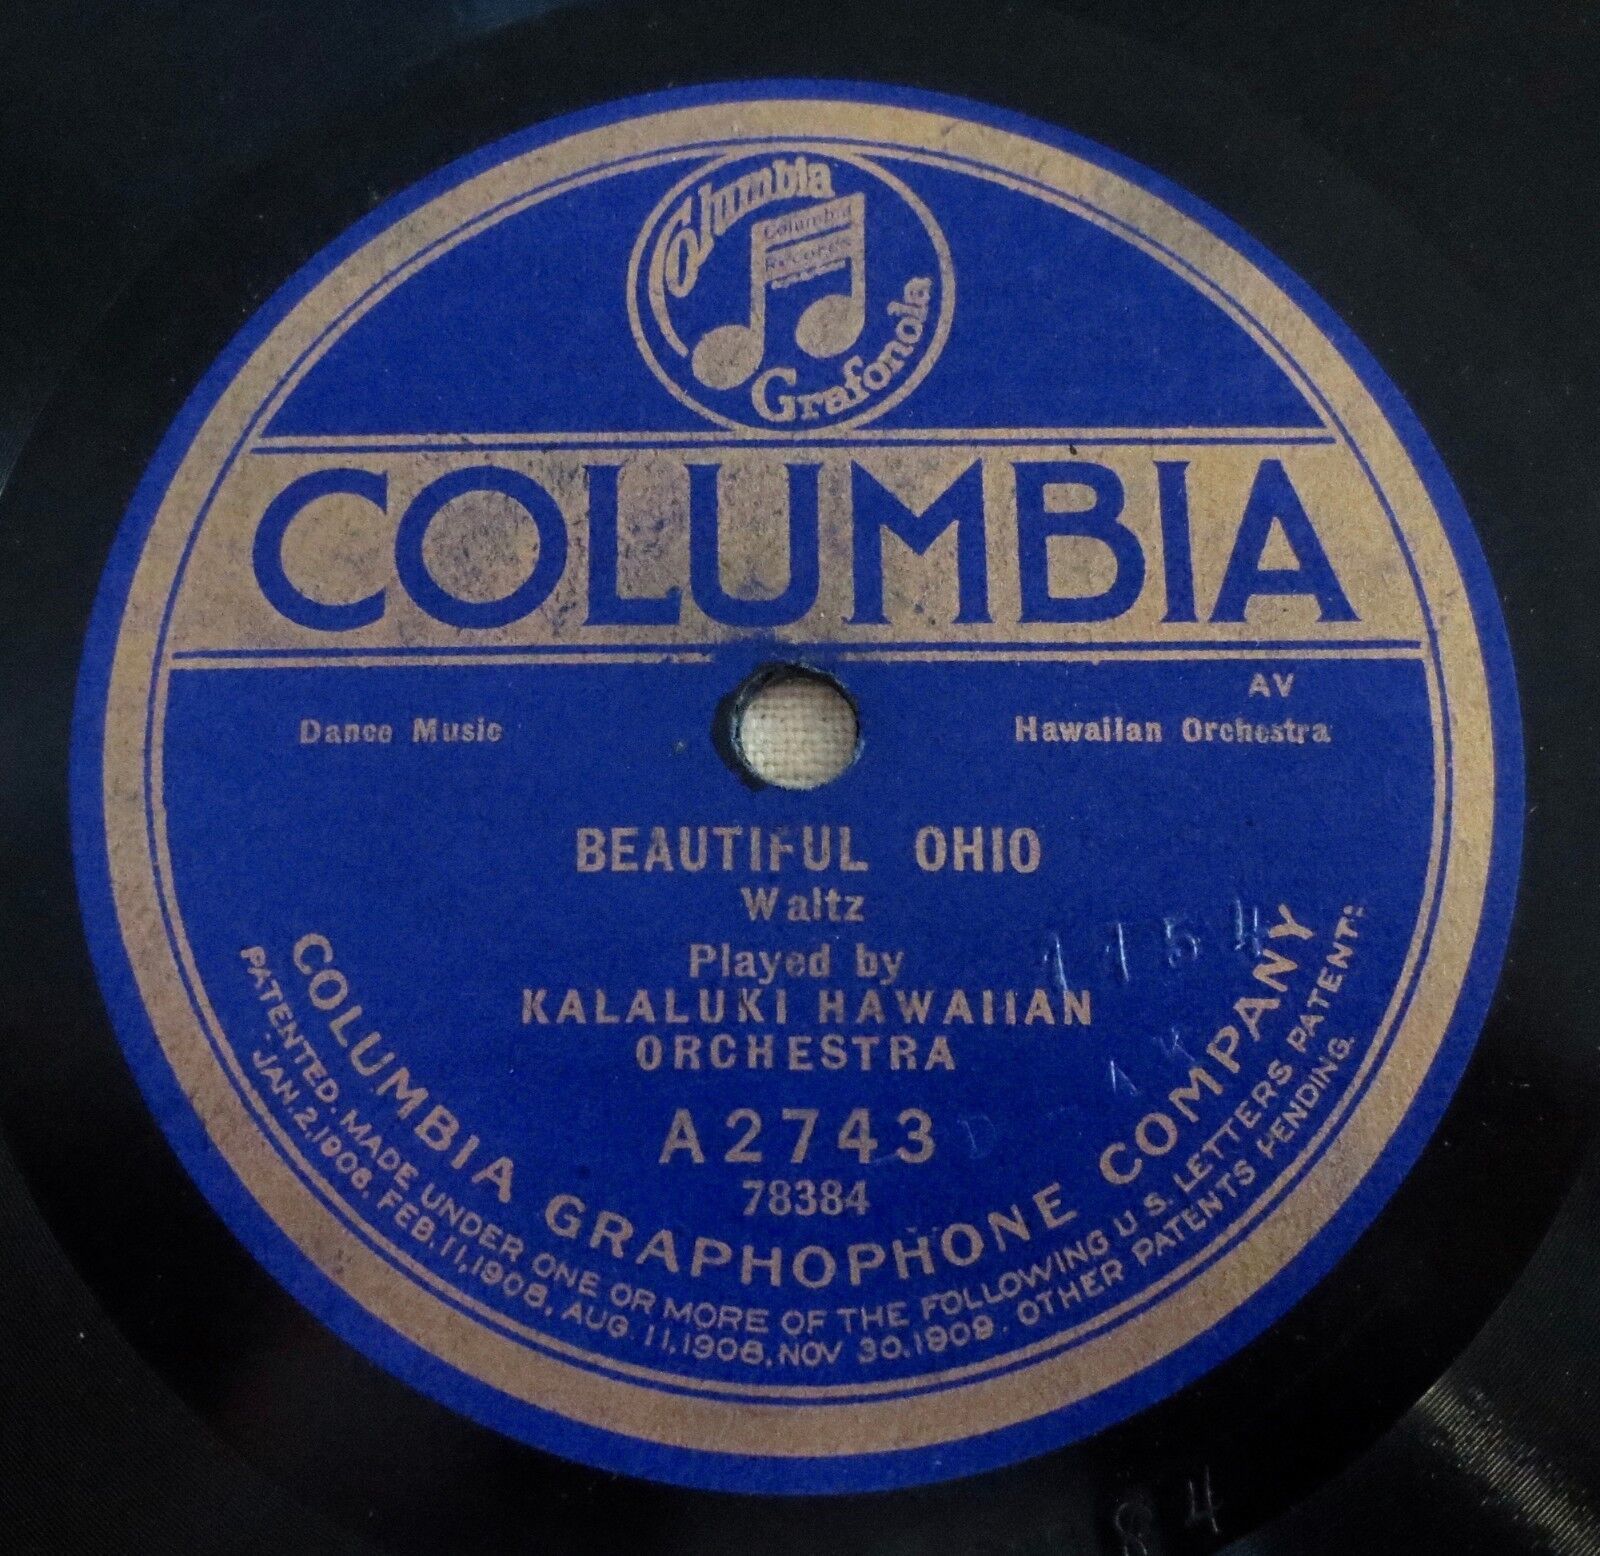 Columbia
Columbia
Records
Grafonola
COLUMBIA
AV
Dance Music
Hawaiian Orchestra
BEAUTIFUL OHIO
Waltz
Played by
KALALUKI HAWAIIAN
ORCHESTRA
A2743
78384
COLUMBIA GRAPHOPHONE COMPANY
PATENTED. MADE UNDER ONE OR MORE OF THE FOLLOWING U.S. LETTERS PATENT:
JAN.2,1906, FEB.11,1908, AUG.11,1908, NOV 30,1909. OTHER PATENTS PENDING.
84